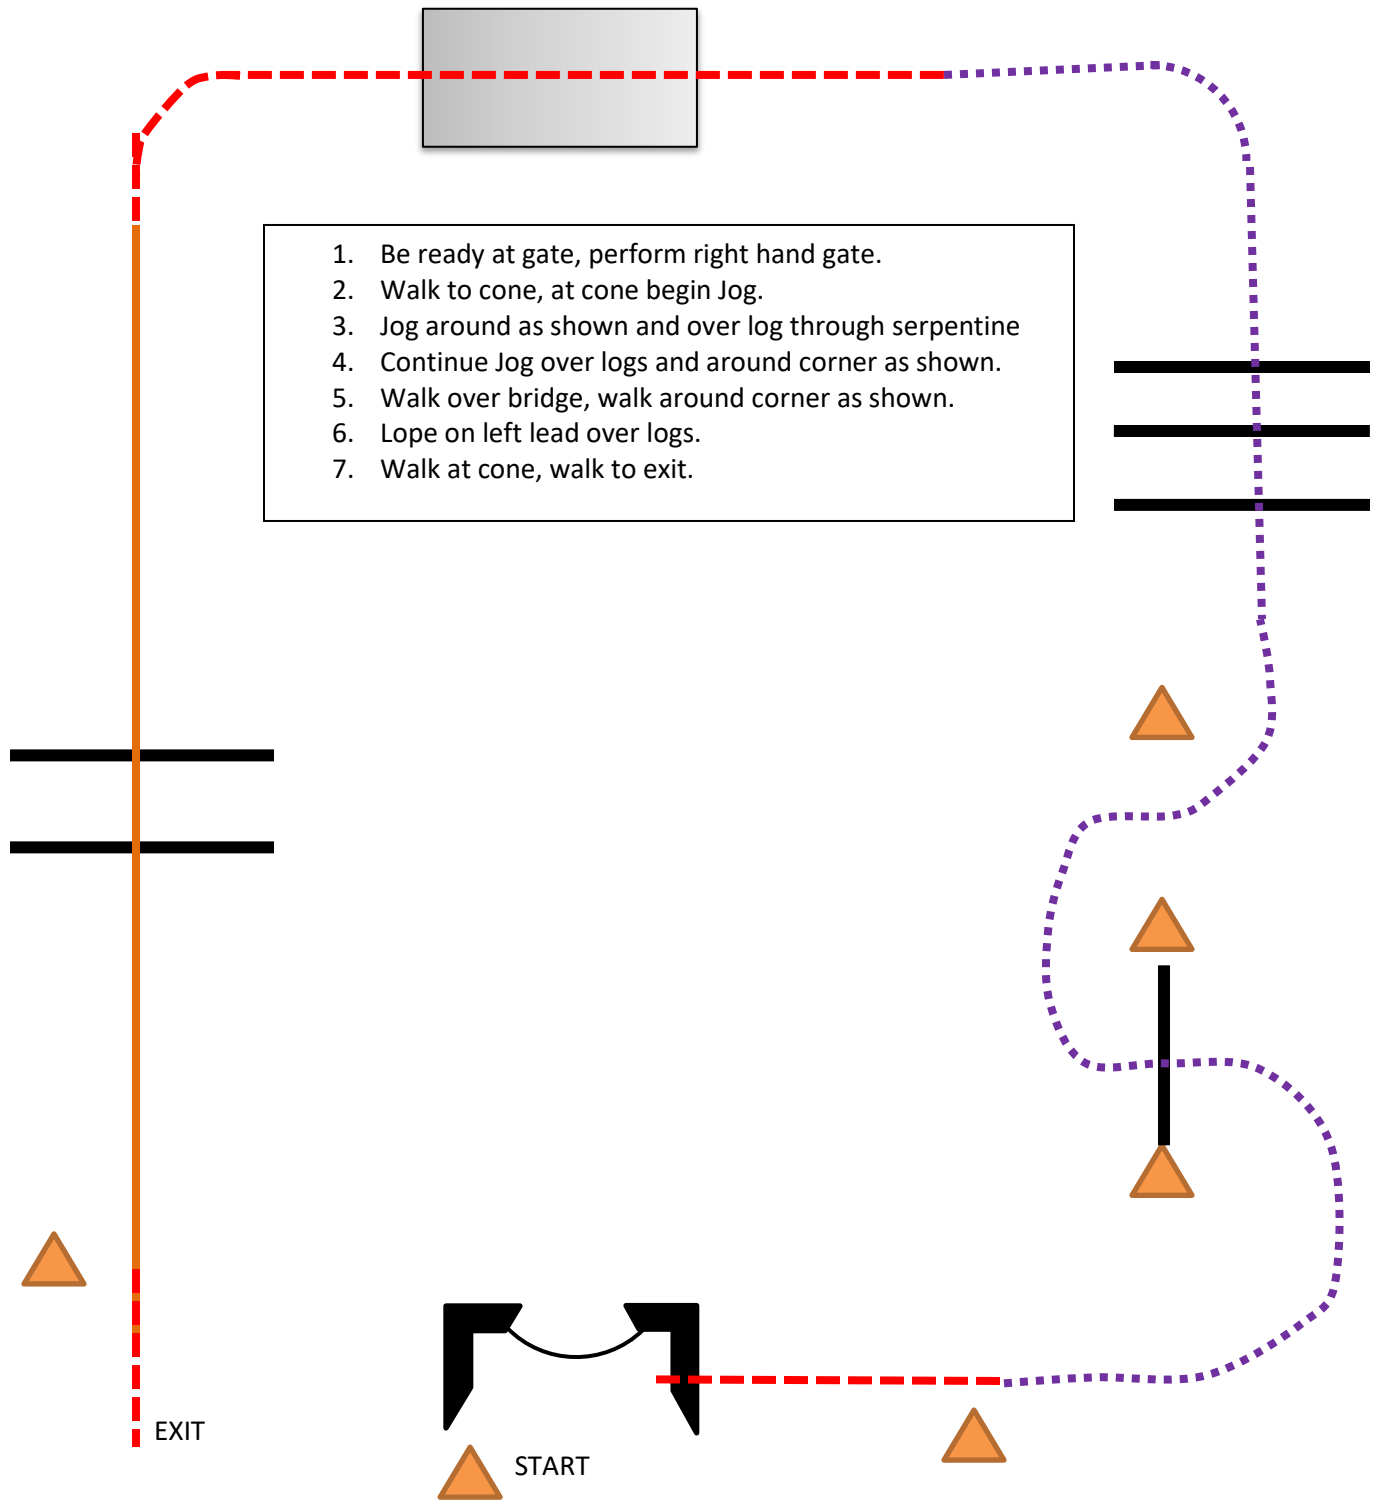 1. Be ready at gate, perform right hand gate.
2. Walk to cone, at cone begin Jog.
3. Jog around as shown and over log through serpentine
4. Continue Jog over logs and around corner as shown.
5. Walk over bridge, walk around corner as shown.
6. Lope on left lead over logs.
7. Walk at cone, walk to exit.
EXIT
START